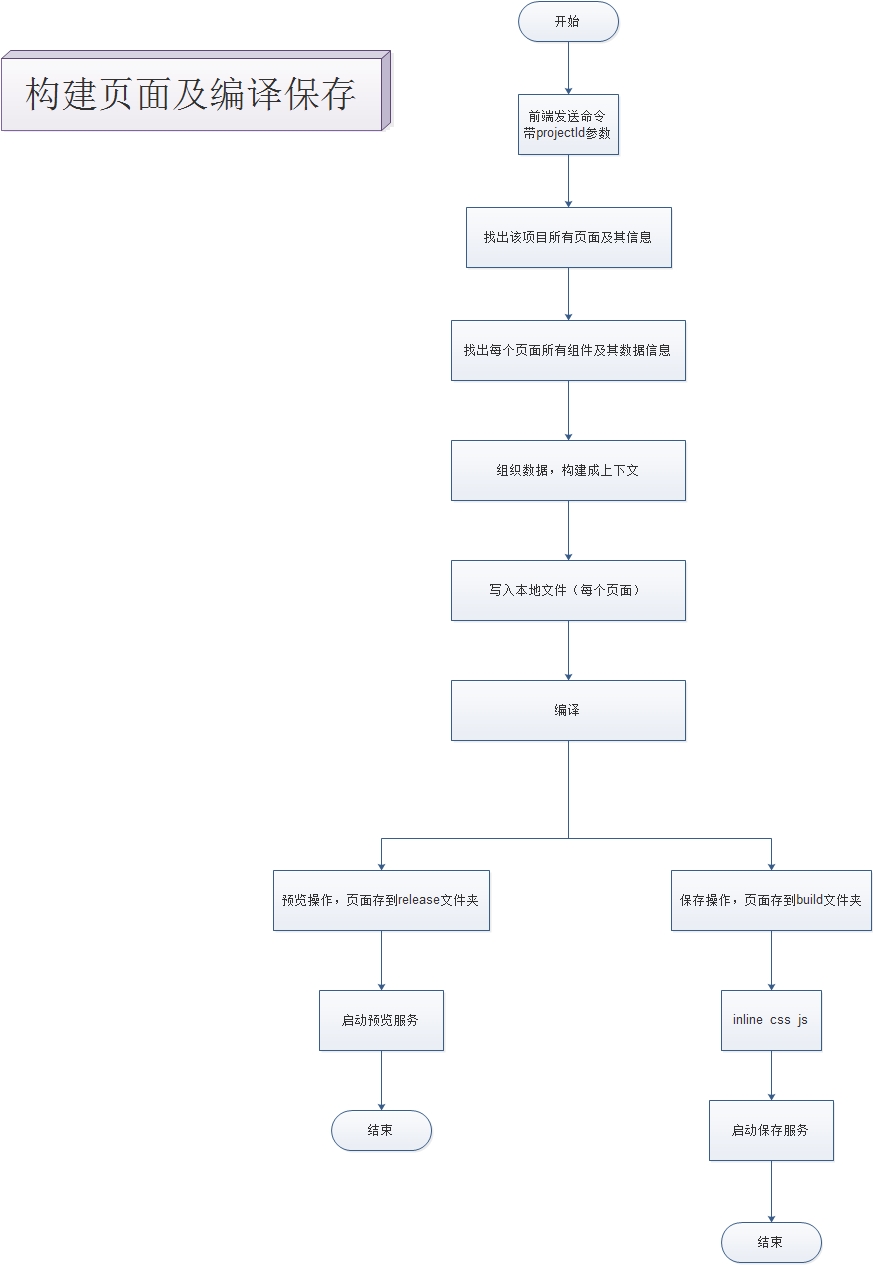 开始
构建页面及编译保存
前端发送命令
带projectId参数
找出该项目所有页面及其信息
找出每个页面所有组件及其数据信息
组织数据，构建成上下文
写入本地文件（每个页面）
编译
预览操作，页面存到release文件夹
保存操作，页面存到build文件夹
启动预览服务
inline css js
结束
启动保存服务
结束